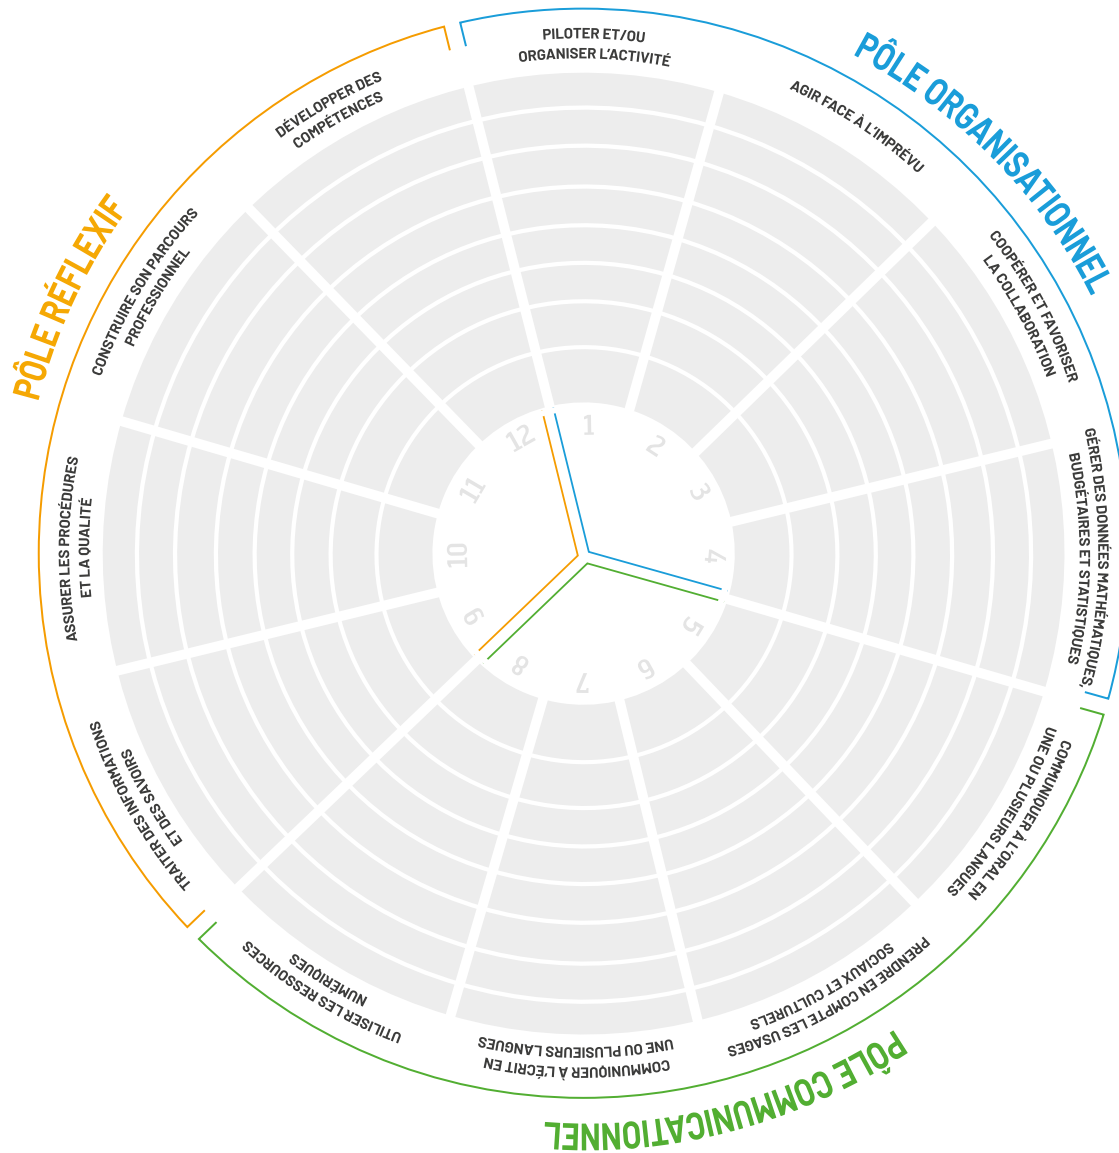 PÔLE ORGANISATIONNEL
PILOTER ET/OU
ORGANISER L'ACTIVITÉ
AGIR FACE À L'IMPRÉVU
COOPÉRER ET FAVORISER
LA COLLABORATION
GÉRER DES DONNÉES MATHÉMATIQUES,
BUDGÉTAIRES ET STATISTIQUES
PÔLE COMMUNICATIONNEL
COMMUNIQUER À L'ORAL EN
UNE OU PLUSIEURS LANGUES
PRENDRE EN COMPTE LES USAGES
SOCIAUX ET CULTURELS
COMMUNIQUER À L'ÉCRIT EN
UNE OU PLUSIEURS LANGUES
UTILISER LES RESSOURCES
NUMÉRIQUES
PÔLE RÉFLEXIF
TRAITER DES INFORMATIONS
ET DES SAVOIRS
ASSURER LES PROCÉDURES
ET LA QUALITÉ
CONSTRUIRE SON PARCOURS
PROFESSIONNEL
DÉVELOPPER DES
COMPÉTENCES
1
2
3
4
5
6
7
8
9
10
11
12